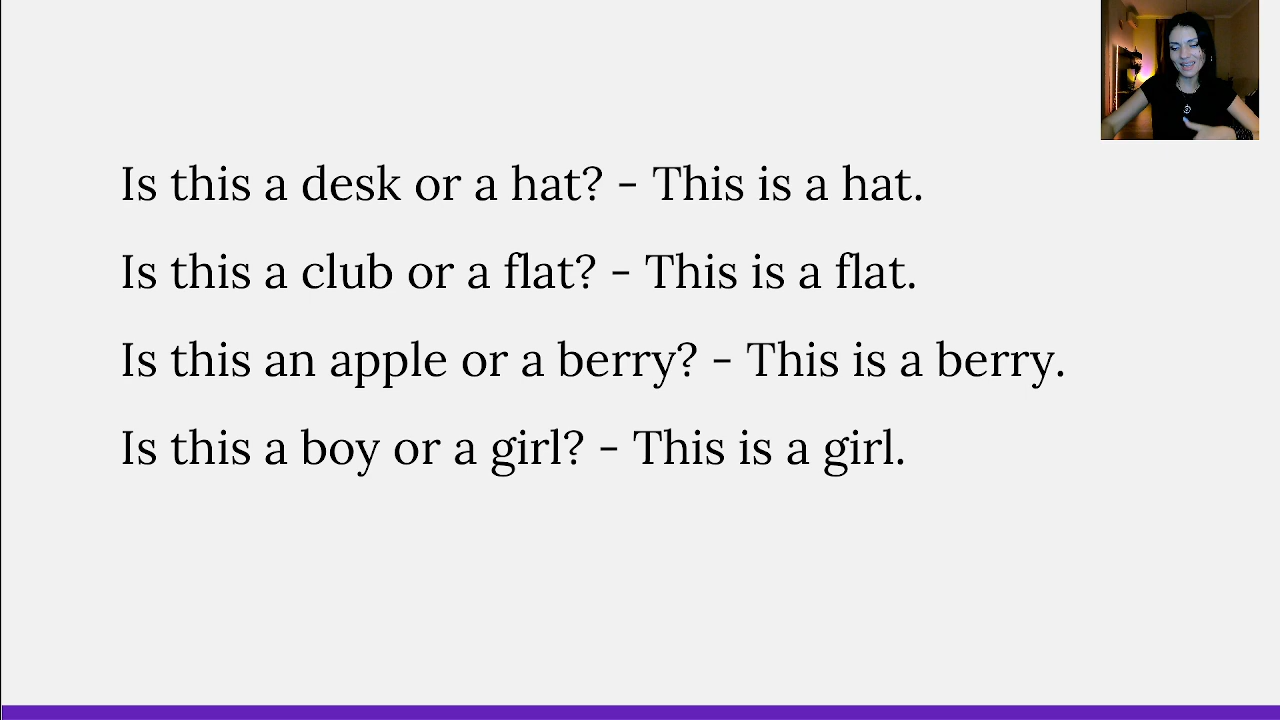 Is this a desk or a hat? - This is a hat.
Is this a club or a flat? - This is a flat.
Is this an apple or a berry? - This is a berry.
Is this a boy or a girl? - This is a girl.